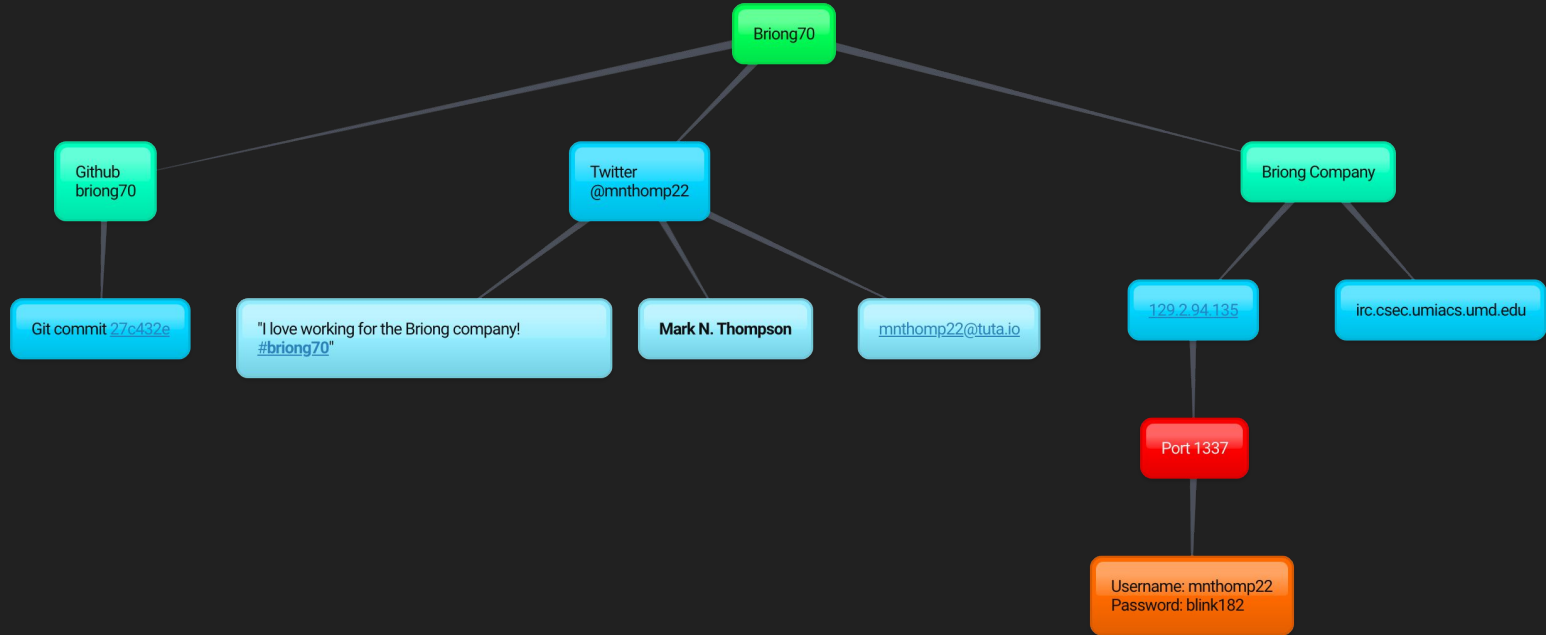 Briong70
Github
briong70
Twitter
@mnthomp22
Briong Company
Git commit 27c432e
"I love working for the Briong company!
#briong70"
Mark N. Thompson
mnthomp22@tuta.io
129.2.94.135
irc.csec.umiacs.umd.edu
Port 1337
Username: mnthomp22
Password: blink182